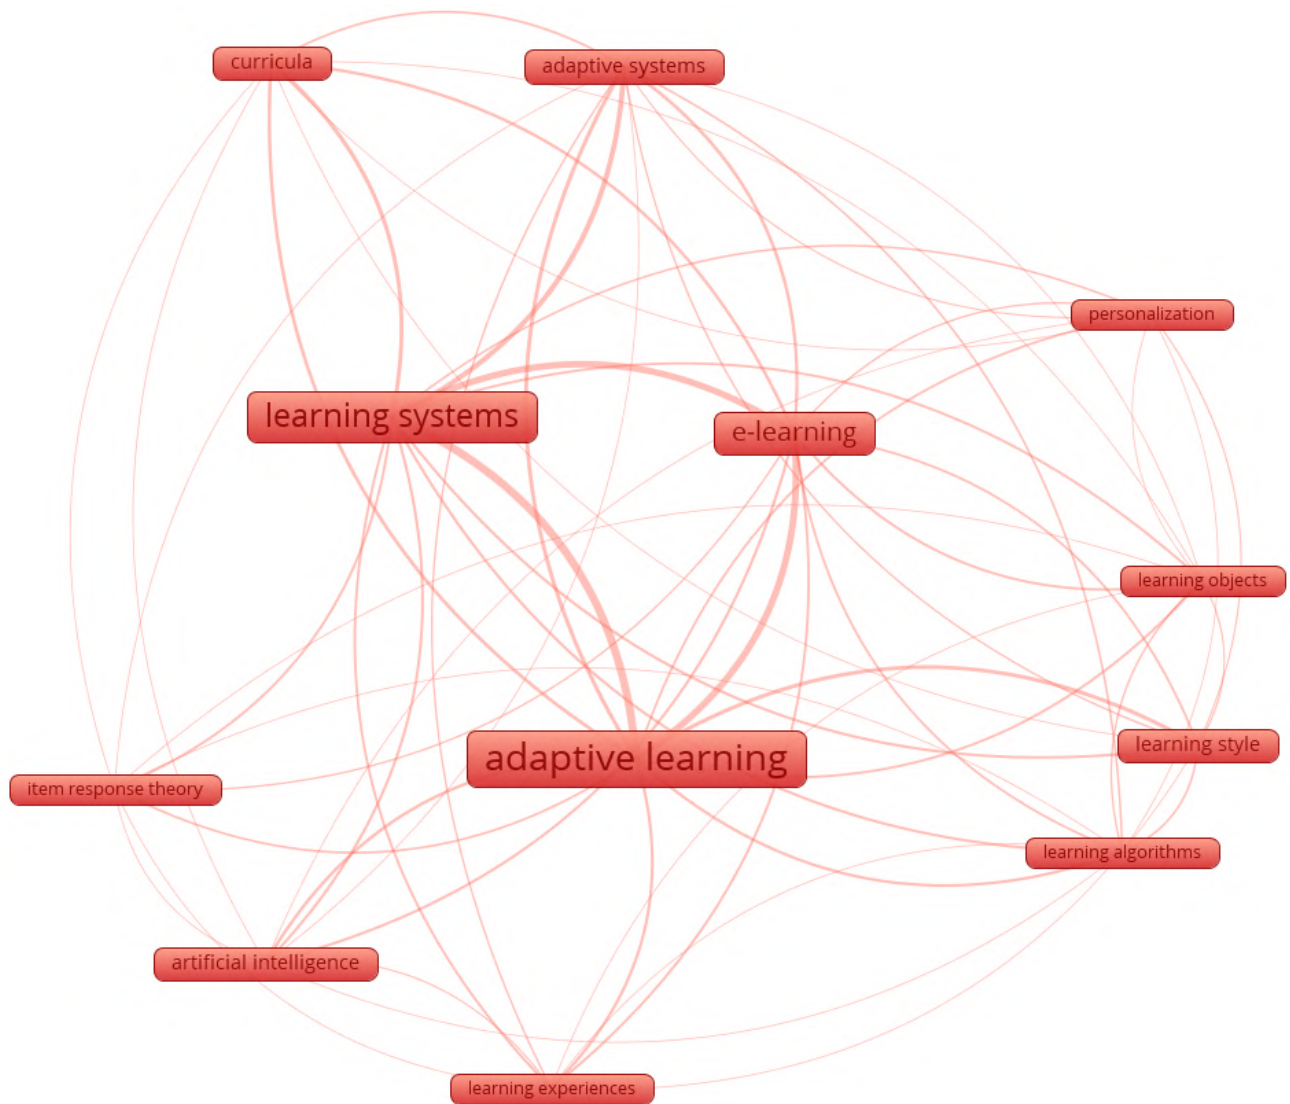 curricula
adaptive systems
personalization
learning systems
e-learning
learning objects
learning style
adaptive learning
item response theory
learning algorithms
artificial intelligence
learning experiences